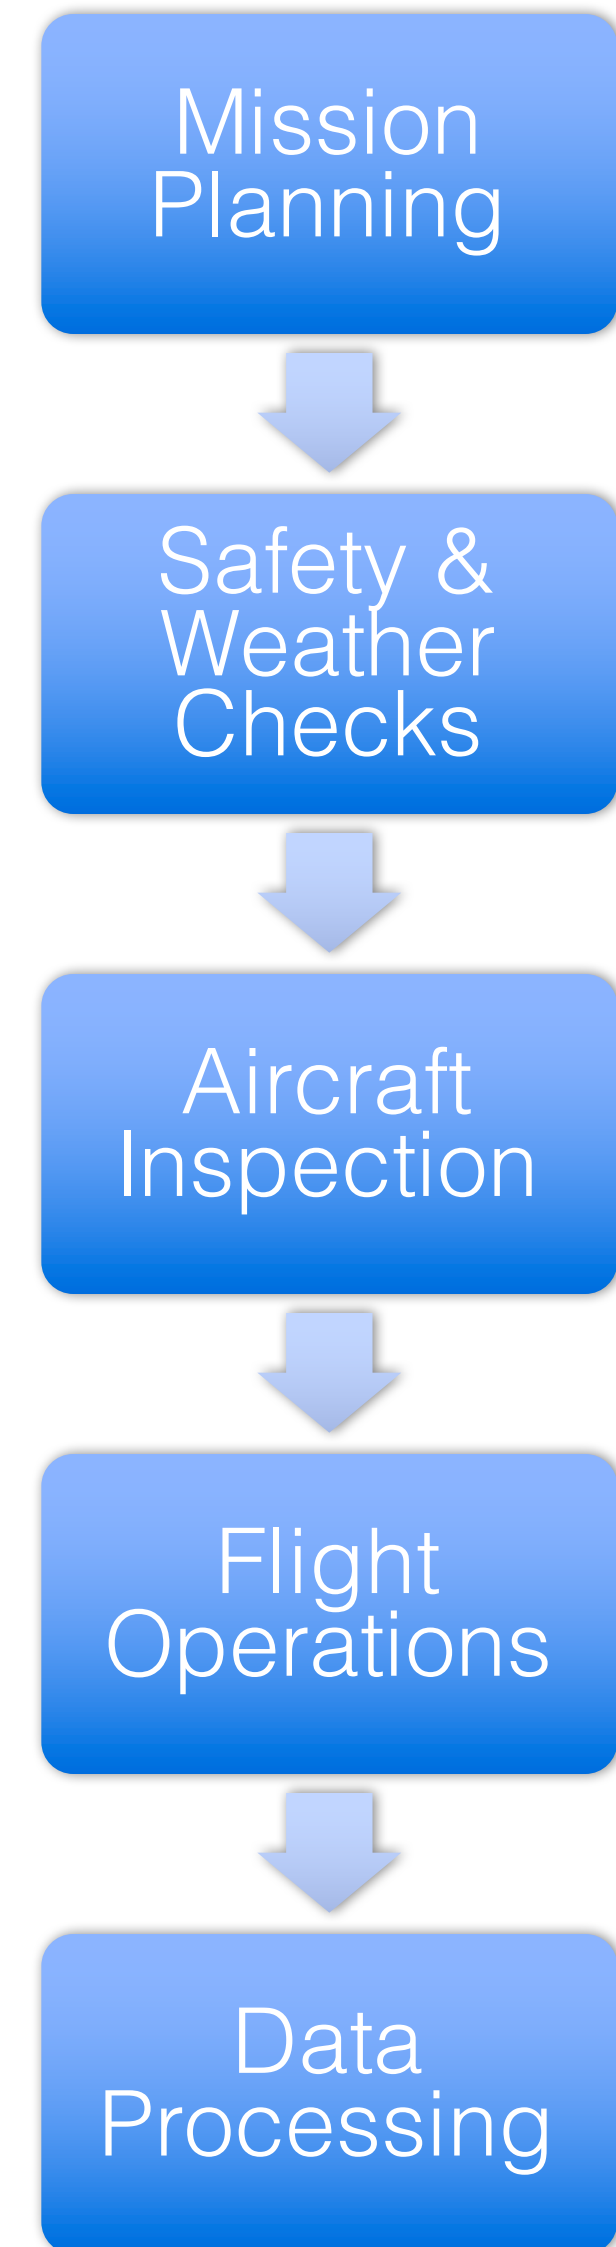 Mission
Planning
Safety &
Weather
Checks
Aircraft
Inspection
Flight
Operations
Data
Processing